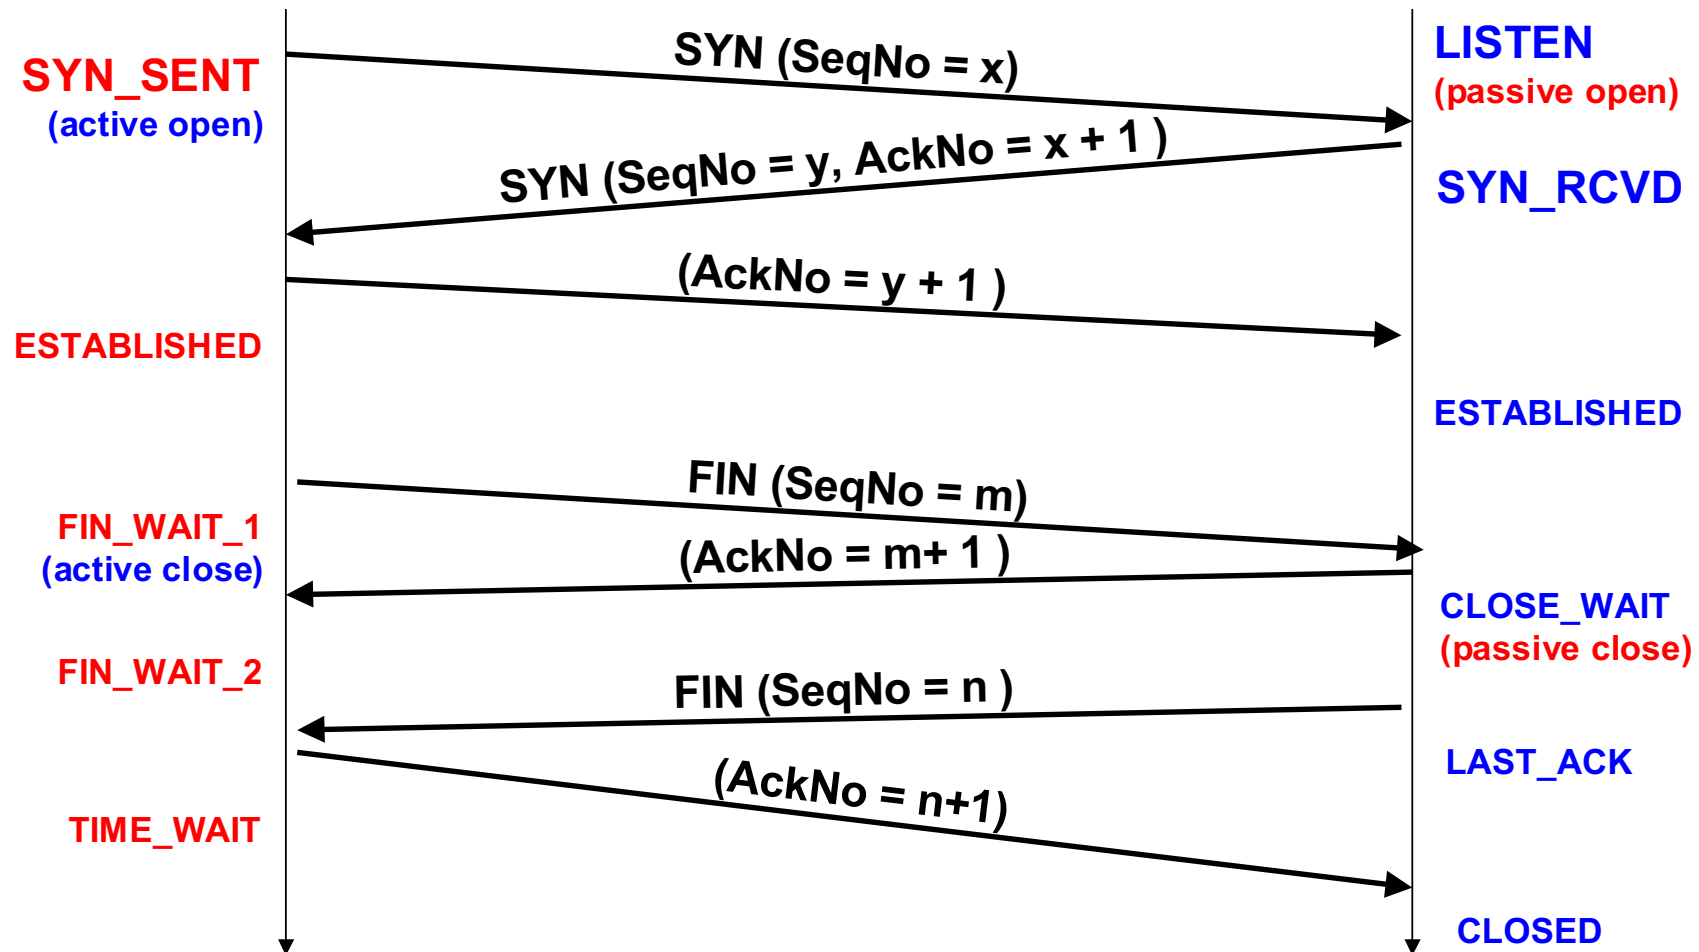 SYN (SeqNo = x)
LISTEN
SYN_SENT
(passive open)
(active open)
SYN (SeqNo = y, AckNo = x + 1 )
SYN_RCVD
(AckNo = y + 1 )
ESTABLISHED
ESTABLISHED
FIN (SeqNo = m)
FIN_WAIT_1
(active close)
(AckNo = m+ 1 )
CLOSE_WAIT
(passive close)
FIN_WAIT_2
FIN (SeqNo = n )
LAST_ACK
(AckNo = n+1)
TIME_WAIT
CLOSED